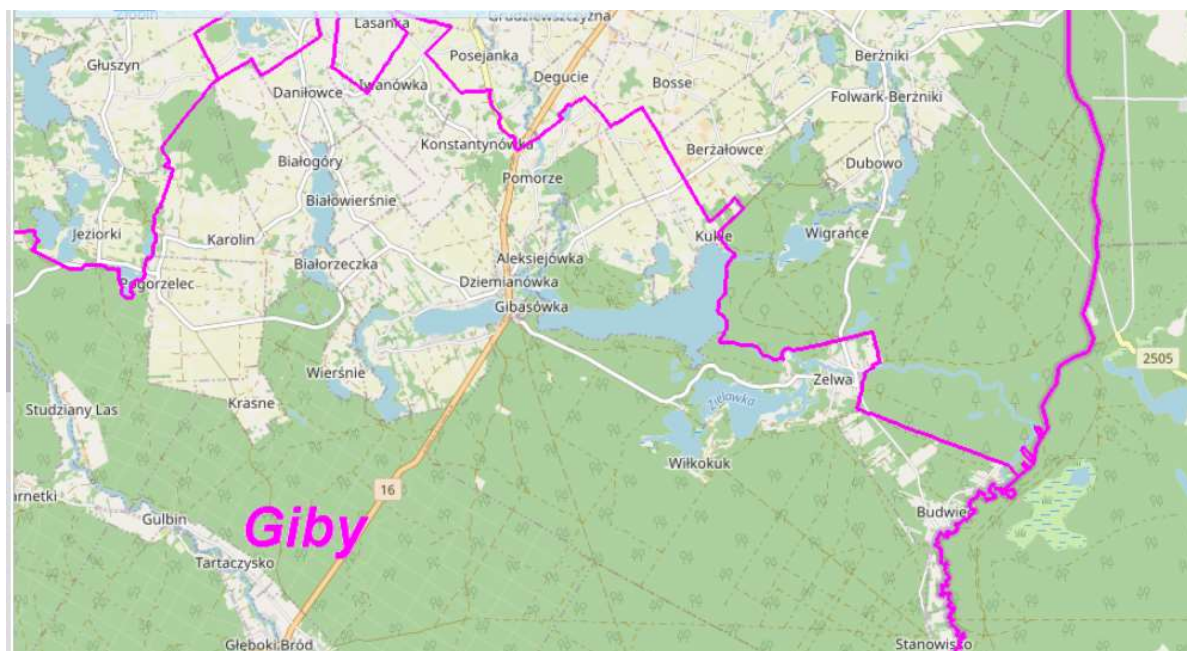 Lasanka
Grudziewszczyzna
Głuszyn
Posejanka
Berżniki
Daniłowce
Iwanówka
Degucie
Bosse
Folwark-Berżniki
Konstantynówka
Białogóry
Berżałowce
Dubowo
Pomorze
Białowierśnie
Jeziorki
Karolin
Kukle
Wigrańce
Białorzeczka
Aleksiejówka
Pogorzelec
Dziemianówka
Gibasówka
2505
Wierśnie
Zelwa
Zielawka
Krasne
Studziany Las
Wiłkokuk
16
Gulbin
Giby
Budwieć
Tartaczysko
Głęboki Bród
Stanowisko